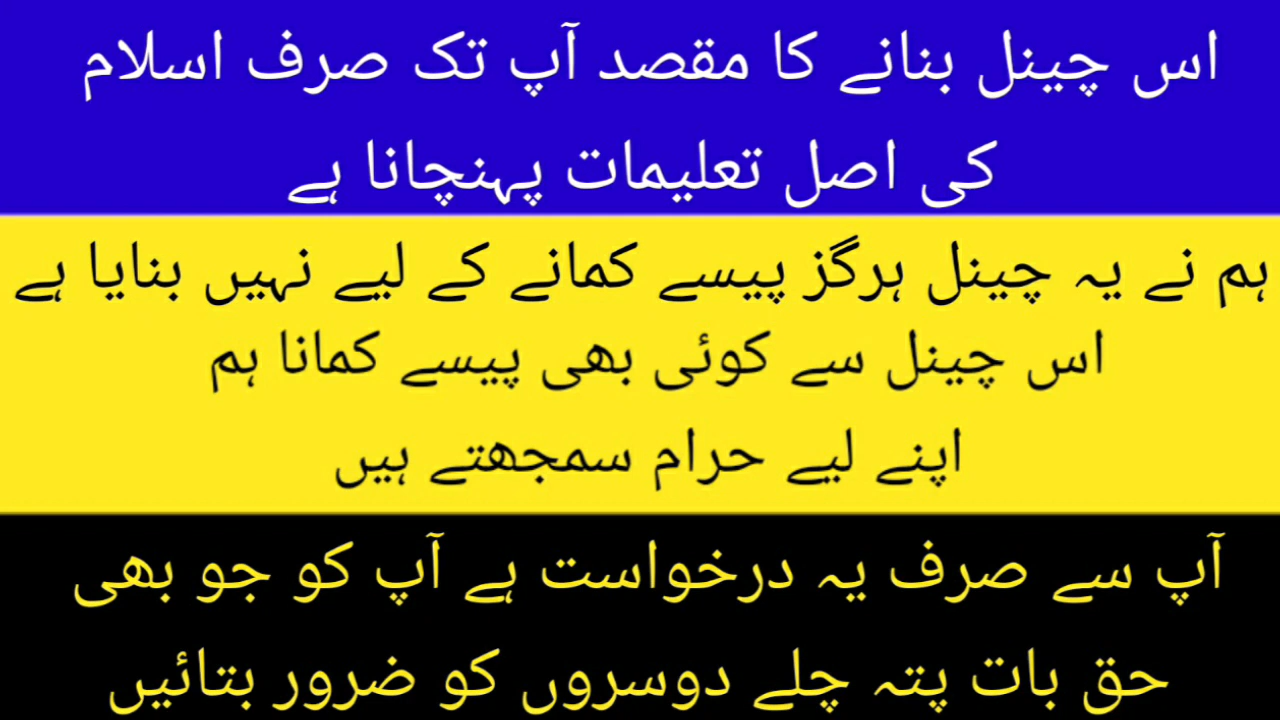 اس چینل بنانے کا مقصد آپ تک صرف اسلام
کی اصل تعلیمات پہنچانا ہے
ہم نے یہ چینل ہرگز پیسے کمانے کے لیے نہیں بنایا ہے
اس چینل سے کوئی بھی پیسے کمانا ہم
اپنے لیے حرام سمجھتے ہیں
آپ سے صرف یہ درخواست ہے آپ کو جو بھی
حق بات پتہ چلے دوسروں کو ضرور بتائیں